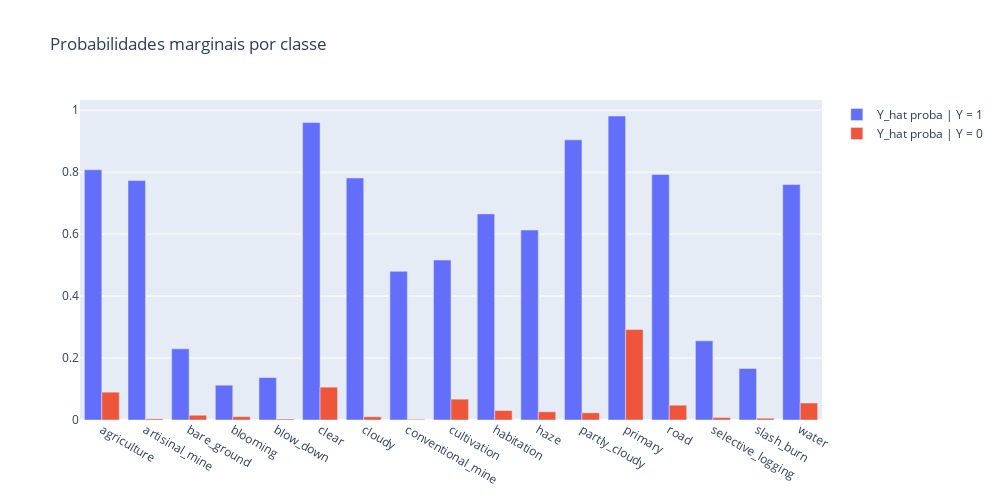 Probabilidades marginais por classe
Y_hat proba | Y = 1
Y_hat proba | Y = 0
1
0.8
0.6
0.4
0.2
0
agriculture
artisinal_mine
bare_ground
blooming
blow_down
clear
cloudy
conventional_mine
cultivation
habitation
haze
partly_cloudy
primary
road
selective_logging
slash_burn
water